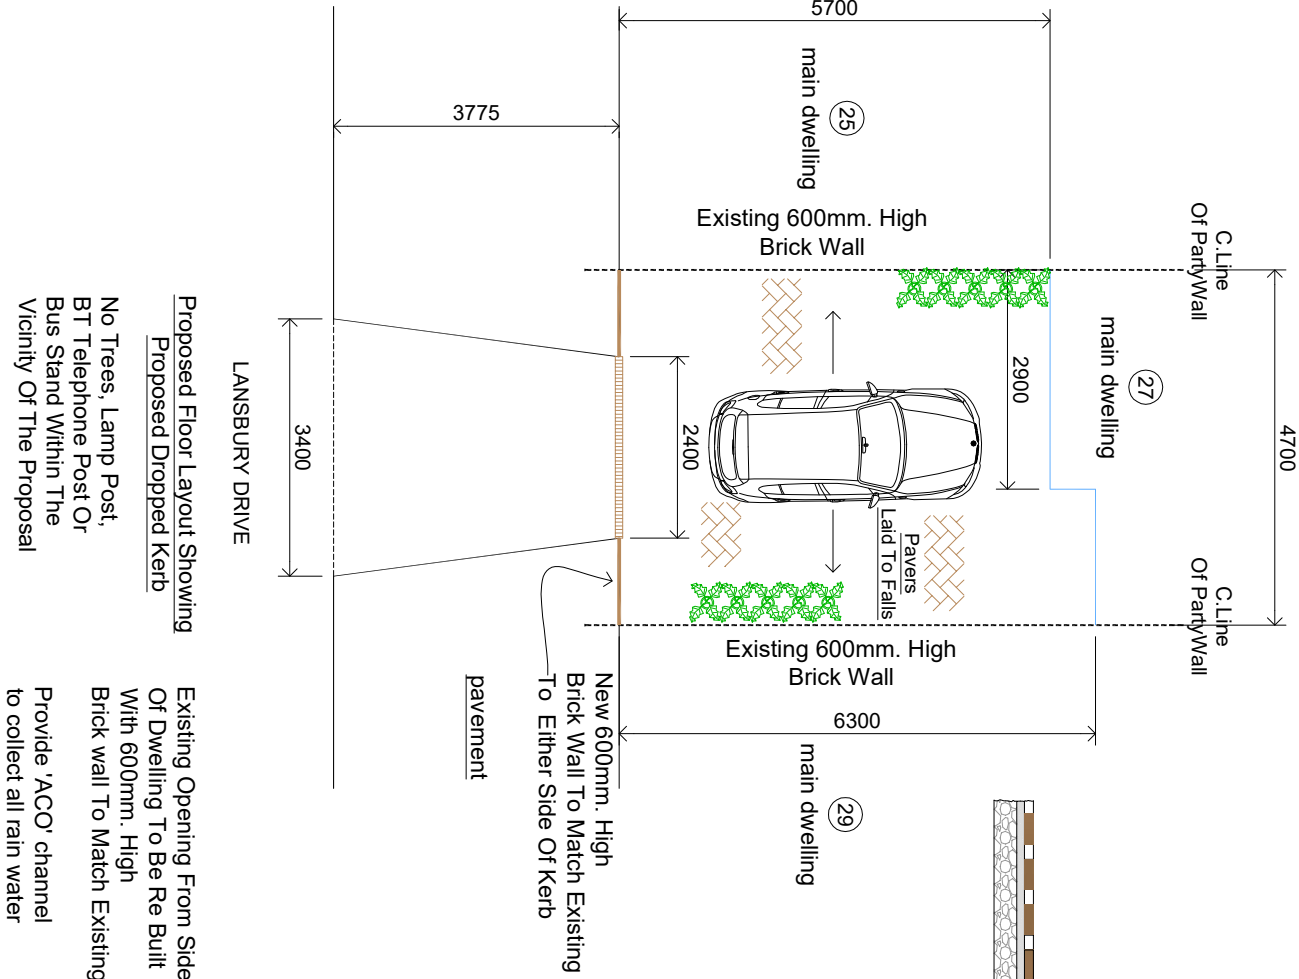 5700
3775
25
main dwelling
Existing 600mm. High
Brick Wall
C.Line
Of PartyWall
27
main dwelling
2900
4700
2400
3400
LANSBURY DRIVE
Pavers
Laid To Falls
C.Line
Of PartyWall
Existing 600mm. High
Brick Wall
6300
29
main dwelling
New 600mm. High
Brick Wall To Match Existing
To Either Side Of Kerb
pavement
Proposed Floor Layout Showing
Proposed Dropped Kerb
No Trees, Lamp Post,
BT Telephone Post Or
Bus Stand Within The
Vicinity Of The Proposal
Existing Opening From Side
Of Dwelling To Be Re Built
With 600mm. High
Brick wall To Match Existing
Provide 'ACO' channel
to collect all rain water